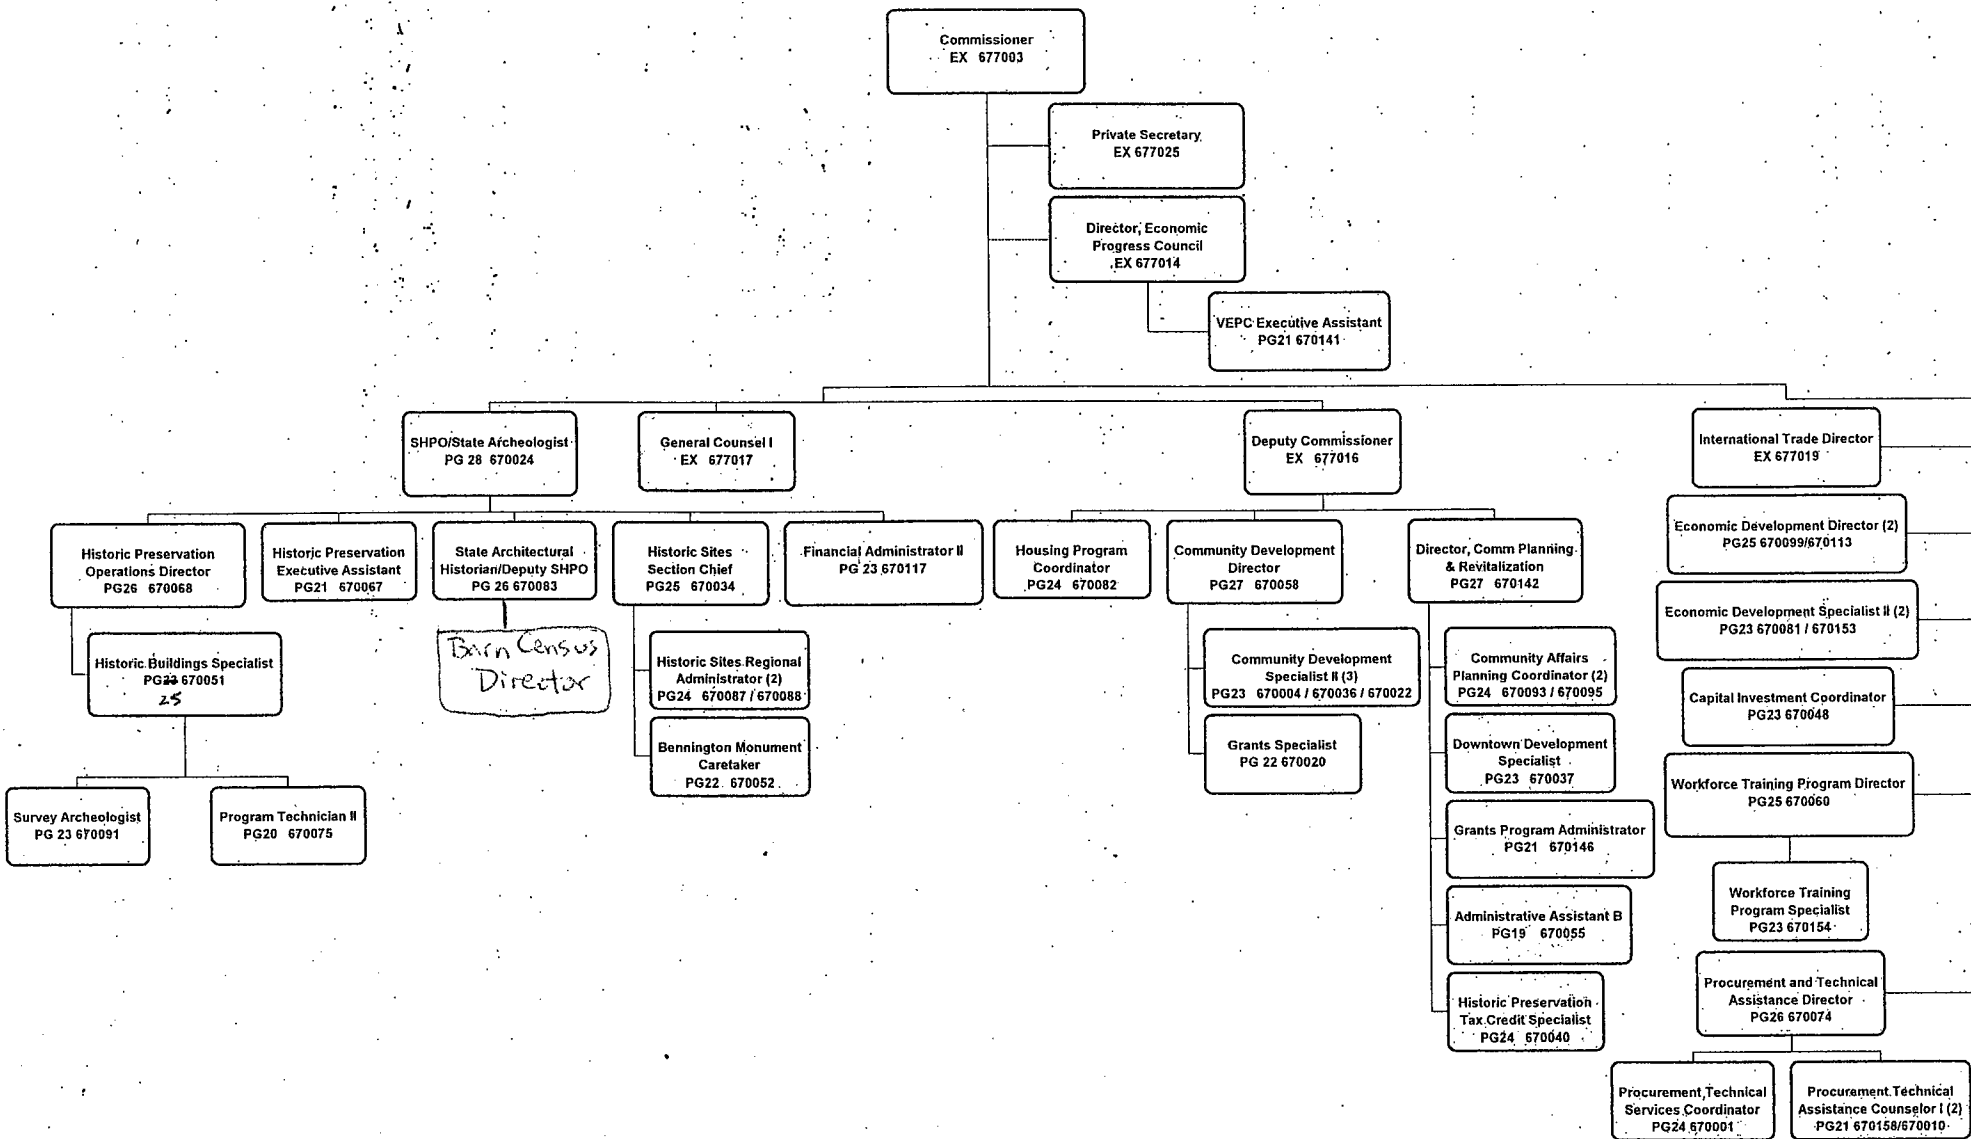 Commissioner
EX 677003
Private Secretary
EX 677025
Director, Economic
Progress Council
EX 677014
VEPC Executive Assistant
PG21 670141
SHPO/State Archeologist
PG 28 670024
General Counsel I
EX 677017
Deputy Commissioner
EX 677016
International Trade Director
EX 677019
Historic Preservation
Operations Director
PG26 670068
Historic Preservation
Executive Assistant
PG21 670067
State Architectural
Historian/Deputy SHPO
PG 26 670083
Historic Sites
Section Chief
PG25 670034
Financial Administrator II
PG 23 670117
Housing Program
Coordinator
PG24 670082
Community Development
Director
PG27 670058
Director, Comm Planning
& Revitalization
PG27 670142
Economic Development Director (2)
PG25 670099/670113
Historic Buildings Specialist
PG23 670051
25
Barn Census
Director
Historic Sites Regional
Administrator (2)
PG24 670087 / 670088
Bennington Monument
Caretaker
PG22 670052
Community Development
Specialist II (3)
PG23 670004 / 670036 / 670022
Grants Specialist
PG 22 670020
Community Affairs
Planning Coordinator (2)
PG24 670093 / 670095
Downtown Development
Specialist
PG23 670037
Grants Program Administrator
PG21 670146
Administrative Assistant B
PG19 670055
Historic Preservation
Tax Credit Specialist
PG24 670040
Economic Development Specialist II (2)
PG23 670081 / 670153
Capital Investment Coordinator
PG23 670048
Workforce Training Program Director
PG25 670060
Workforce Training
Program Specialist
PG23 670154
Procurement and Technical
Assistance Director
PG26 670074
Procurement Technical
Services Coordinator
PG24 670001
Procurement Technical
Assistance Counselor I (2)
PG21 670158/670010
Survey Archeologist
PG 23 670091
Program Technician II
PG20 670075